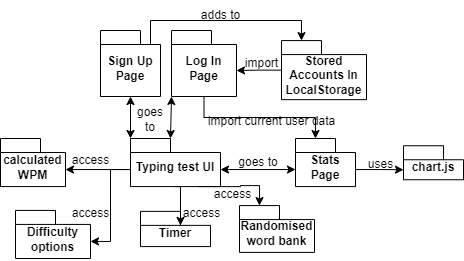 adds to
Sign Up
Page
Log In
Page
import
Stored
Accounts In
LocalStorage
goes
to
import current user data
calculated
WPM
access
Typing test UI
goes to
Stats
Page
uses
chart.js
access
access
access
Difficulty
options
Timer
Randomised
word bank